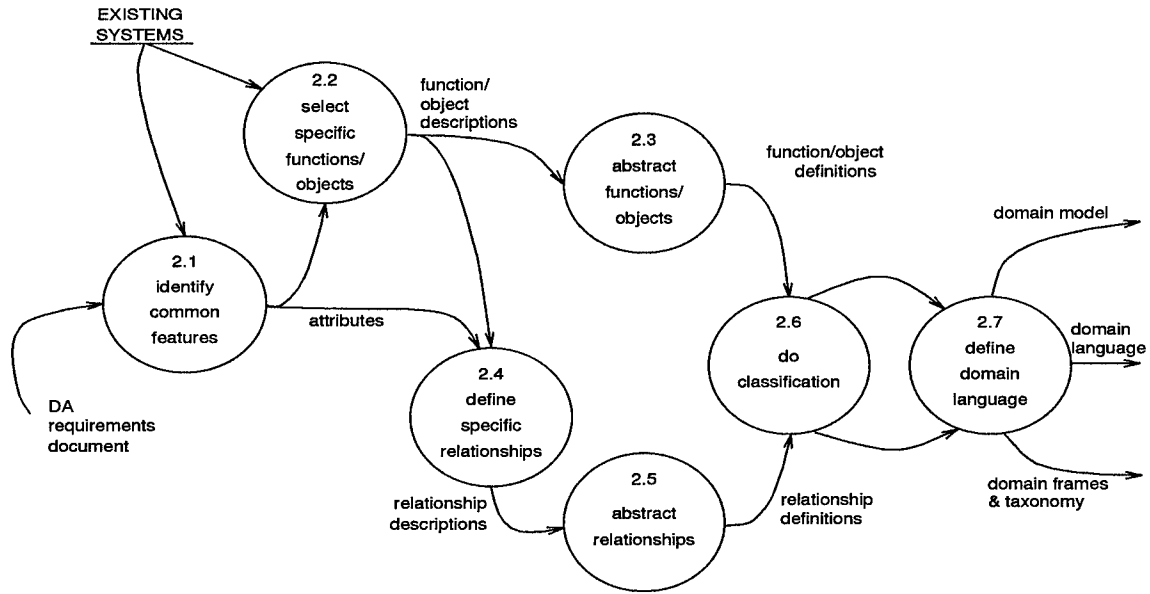 EXISTING
SYSTEMS
2.2
select
specific
functions/
objects
function/
object
descriptions
2.3
abstract
functions/
objects
function/object
definitions
domain model
2.1
identify
common
features
attributes
2.6
do
classification
2.7
define
domain
language
domain
language
DA
requirements
document
2.4
define
specific
relationships
relationship
descriptions
2.5
abstract
relationships
relationship
definitions
domain frames
& taxonomy